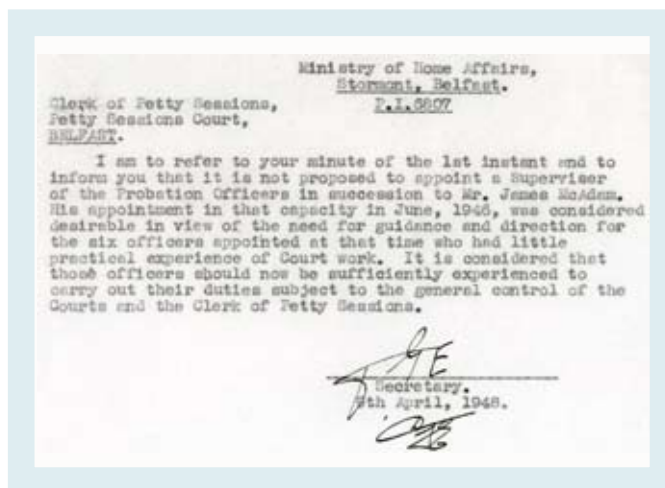 Ministry of Home Affairs,
Stormont, Belfast.
Clerk of Petty Sessions,
P.I.6807
Petty Sessions Court,
BELFAST.
I am to refer to your minute of the 1st instant and to
inform you that it is not proposed to appoint a Superviser
of the Probation Officers in succession to Mr. James McAdam.
His appointment in that capacity in June, 1946, was considered
desirable in view of the need for guidance and direction for
the six officers appointed at that time who had little
practical experience of Court work. It is considered that
those officers should now be sufficiently experienced to
carry out their duties subject to the general control of the
Courts and the Clerk of Petty Sessions.
Secretary.
9th April, 1948.